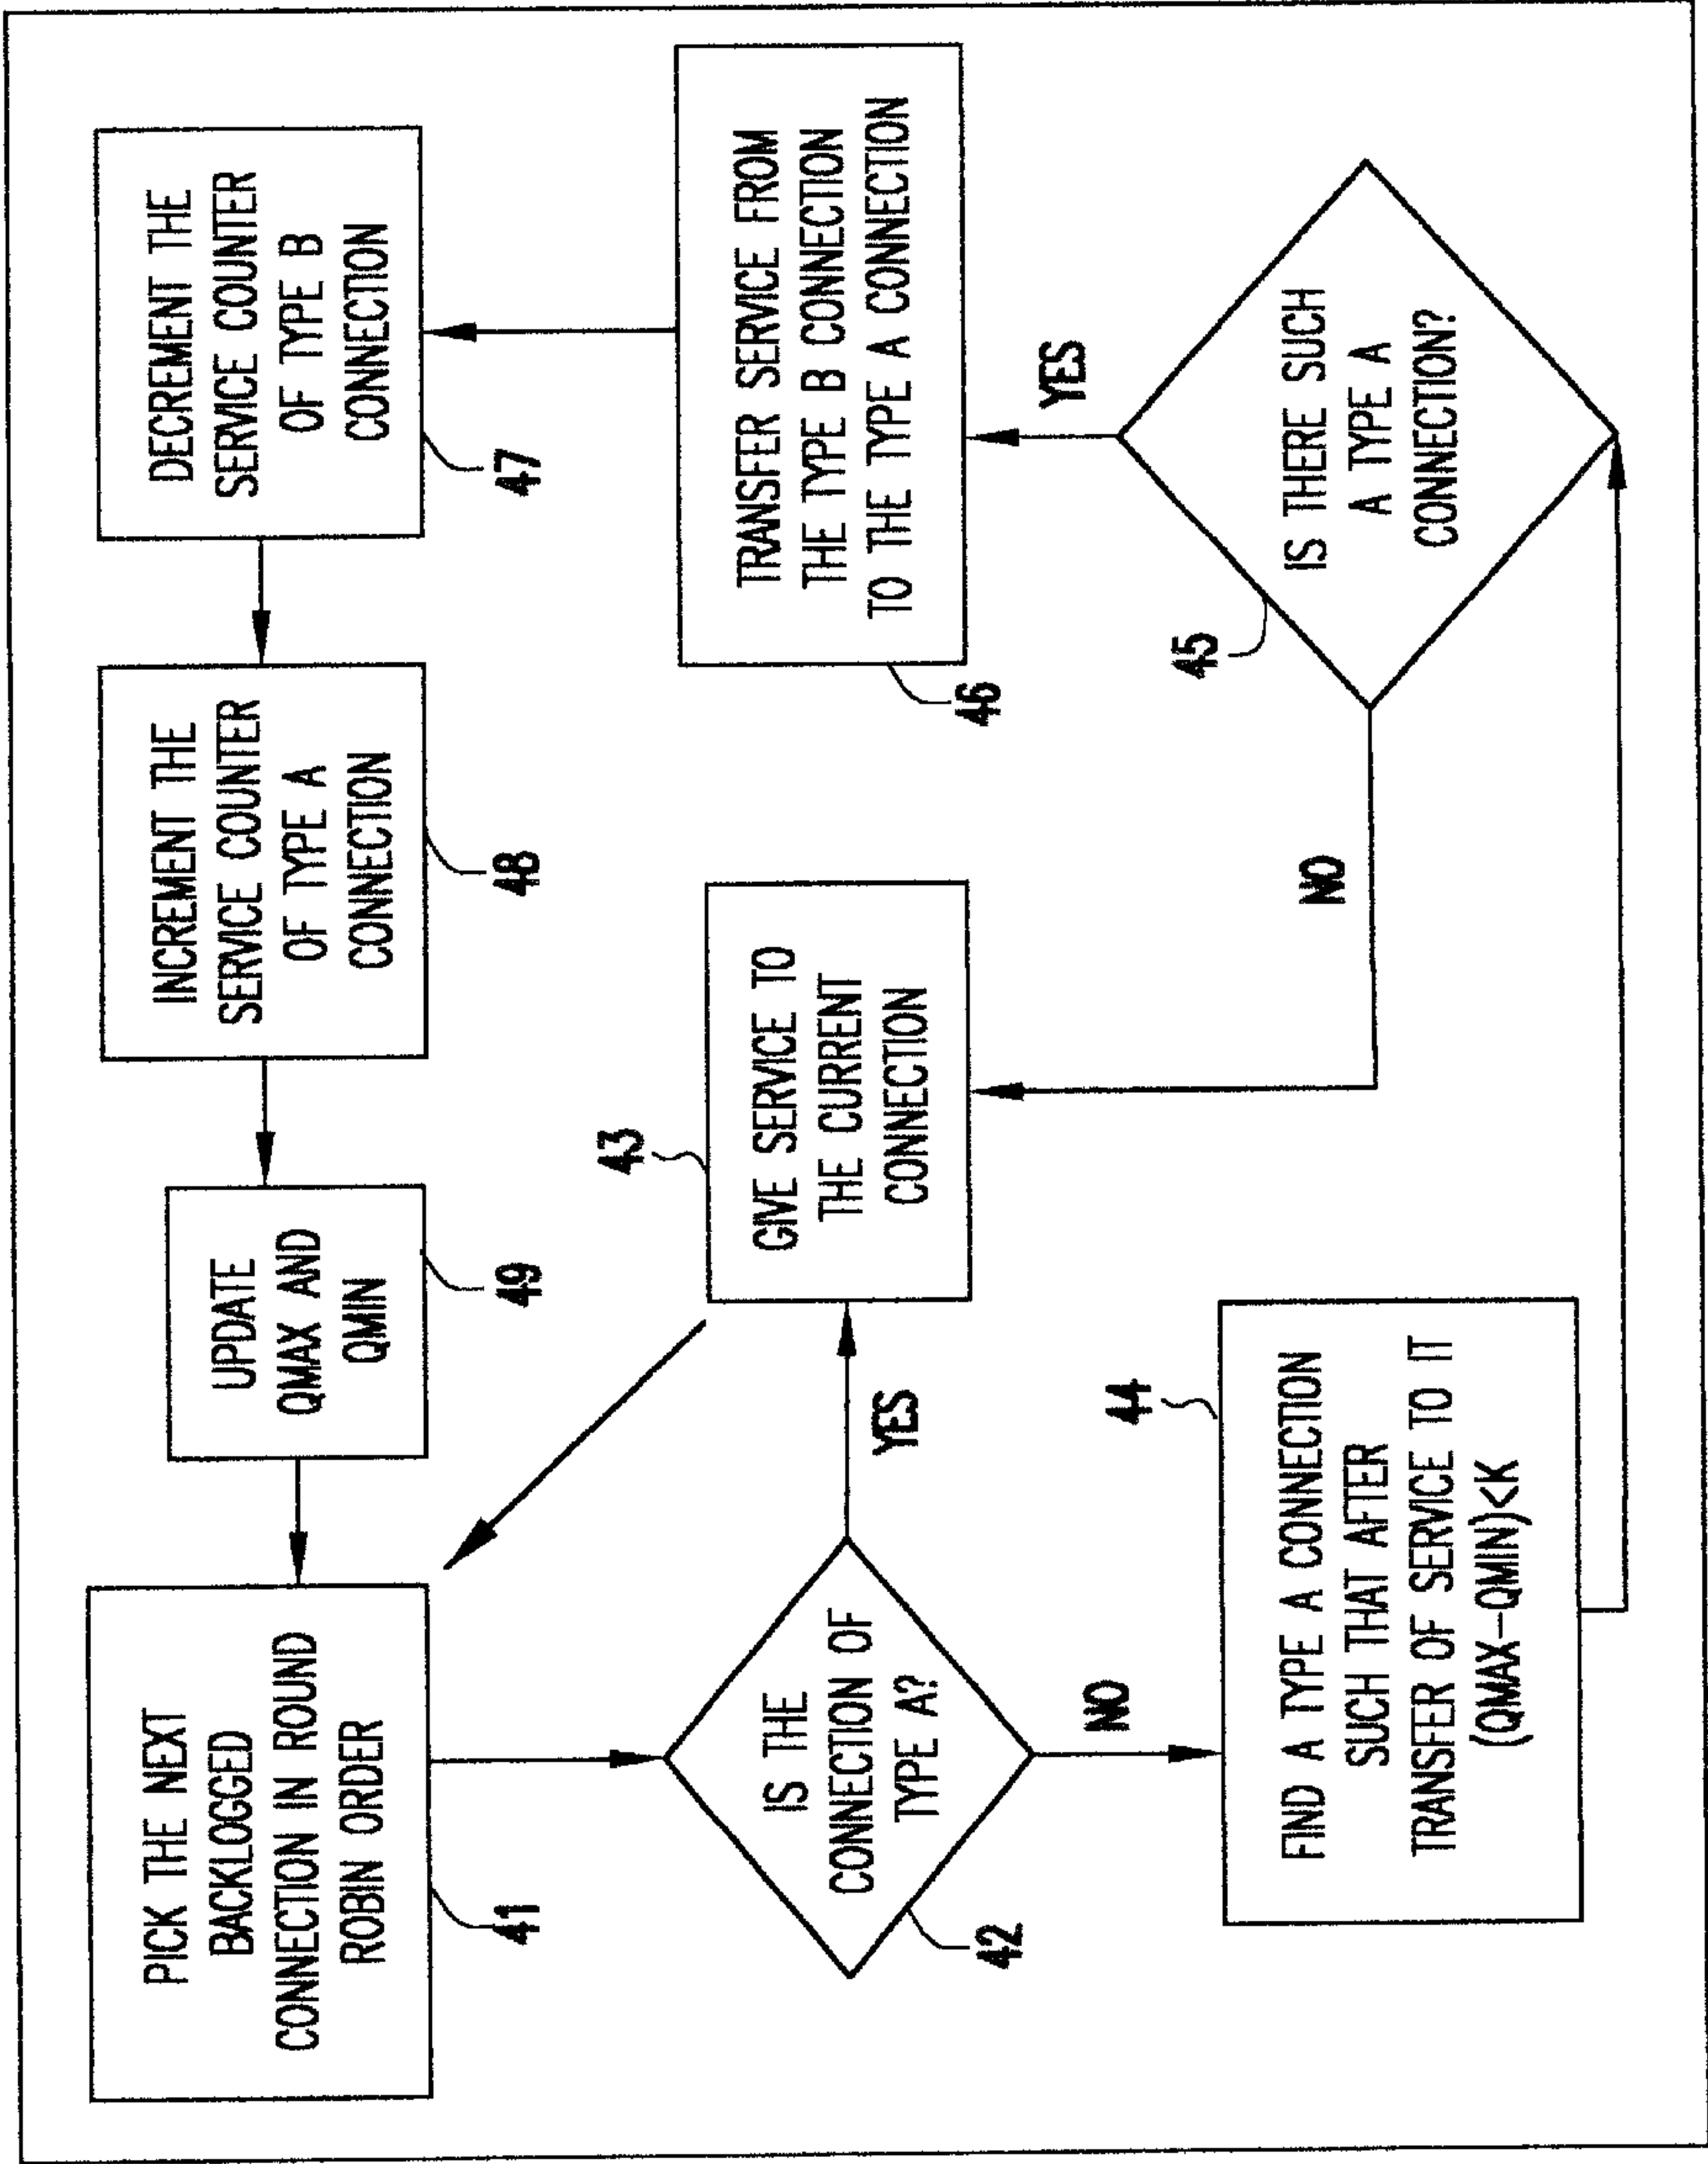 PICK THE NEXT
BACKLOGGED
CONNECTION IN ROUND
ROBIN ORDER
41
UPDATE
QMAX AND
QMIN
49
INCREMENT THE
SERVICE COUNTER
OF TYPE A
CONNECTION
48
DECREMENT THE
SERVICE COUNTER
OF TYPE B
CONNECTION
47
IS THE
CONNECTION OF
TYPE A?
42
YES
NO
43
GIVE SERVICE TO
THE CURRENT
CONNECTION
TRANSFER SERVICE FROM
THE TYPE B CONNECTION
TO THE TYPE A CONNECTION
46
YES
44
FIND A TYPE A CONNECTION
SUCH THAT AFTER
TRANSFER OF SERVICE TO IT
(QMAX-QMIN)<K
NO
45
IS THERE SUCH
A TYPE A
CONNECTION?